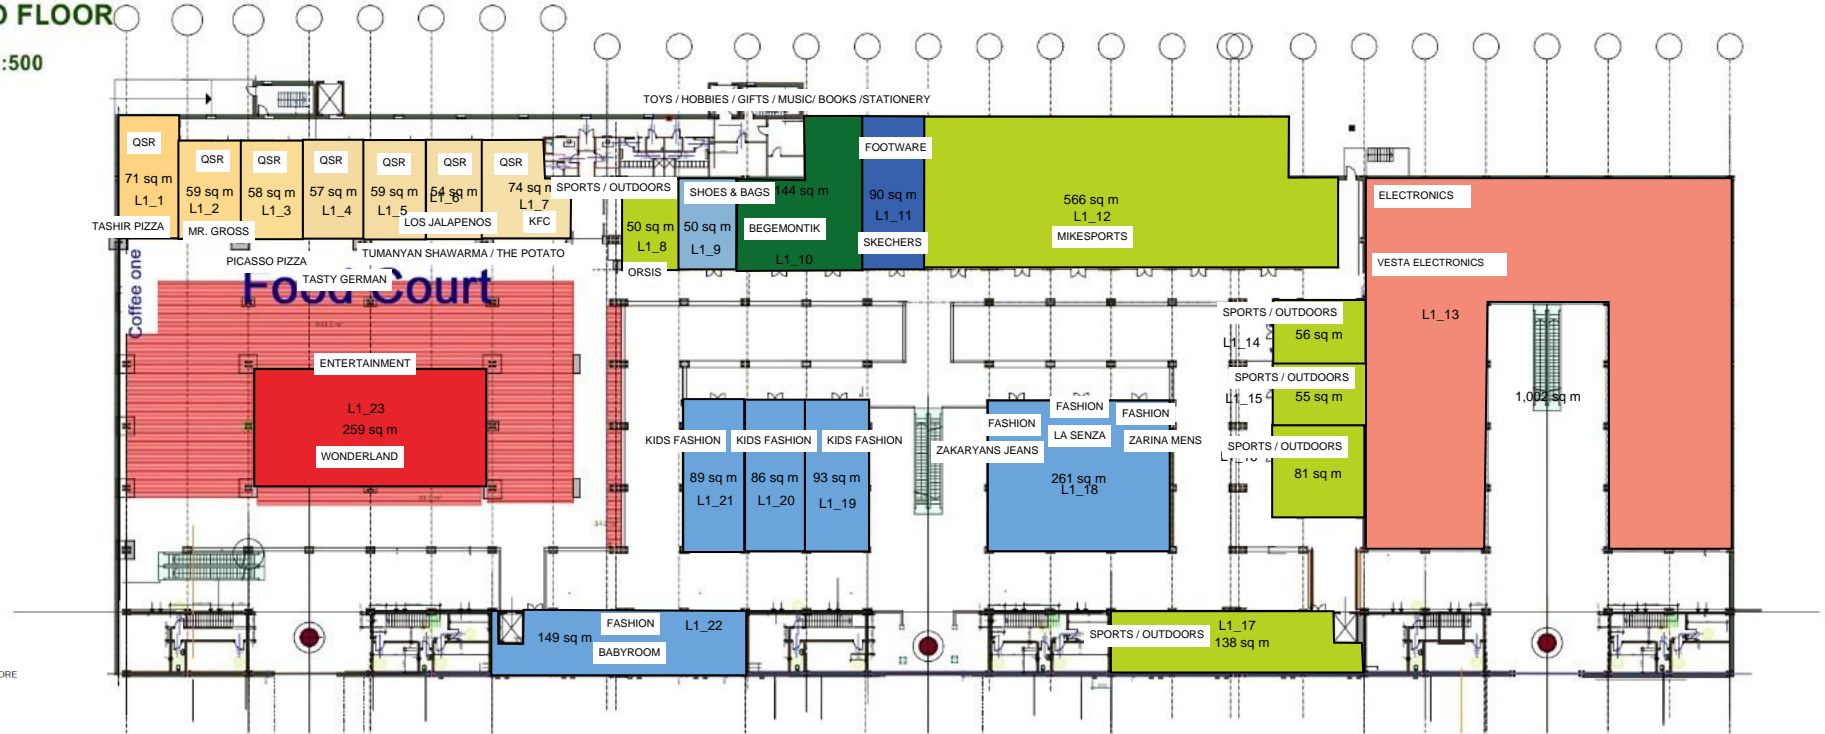 D FLOOR
:500
TOYS / HOBBIES / GIFTS / MUSIC/ BOOKS /STATIONERY
QSR
71 sq m
L1_1
TASHIR PIZZA
QSR
59 sq m
L1_2
MR. GROSS
QSR
58 sq m
L1_3
PICASSO PIZZA
QSR
57 sq m
L1_4
TASTY GERMAN
QSR
59 sq m
L1_5
TUMANYAN SHAWARMA / THE POTATO
QSR
54 sq m
L1_6
LOS JALAPENOS
QSR
74 sq m
L1_7
KFC
SPORTS / OUTDOORS
50 sq m
L1_8
ORSIS
SHOES & BAGS
50 sq m
L1_9
144 sq m
BEGEMONTIK
L1_10
FOOTWARE
90 sq m
L1_11
SKECHERS
566 sq m
L1_12
MIKESPORTS
ELECTRONICS
VESTA ELECTRONICS
L1_13
1,002 sq m
Coffee one
Food Court
ENTERTAINMENT
L1_23
259 sq m
WONDERLAND
SPORTS / OUTDOORS
56 sq m
L1_14
SPORTS / OUTDOORS
55 sq m
L1_15
SPORTS / OUTDOORS
81 sq m
KIDS FASHION
89 sq m
L1_21
KIDS FASHION
86 sq m
L1_20
KIDS FASHION
93 sq m
L1_19
FASHION
ZAKARYANS JEANS
FASHION
LA SENZA
FASHION
ZARINA MENS
261 sq m
L1_18
149 sq m
FASHION
BABYROOM
L1_22
SPORTS / OUTDOORS
L1_17
138 sq m
ORE